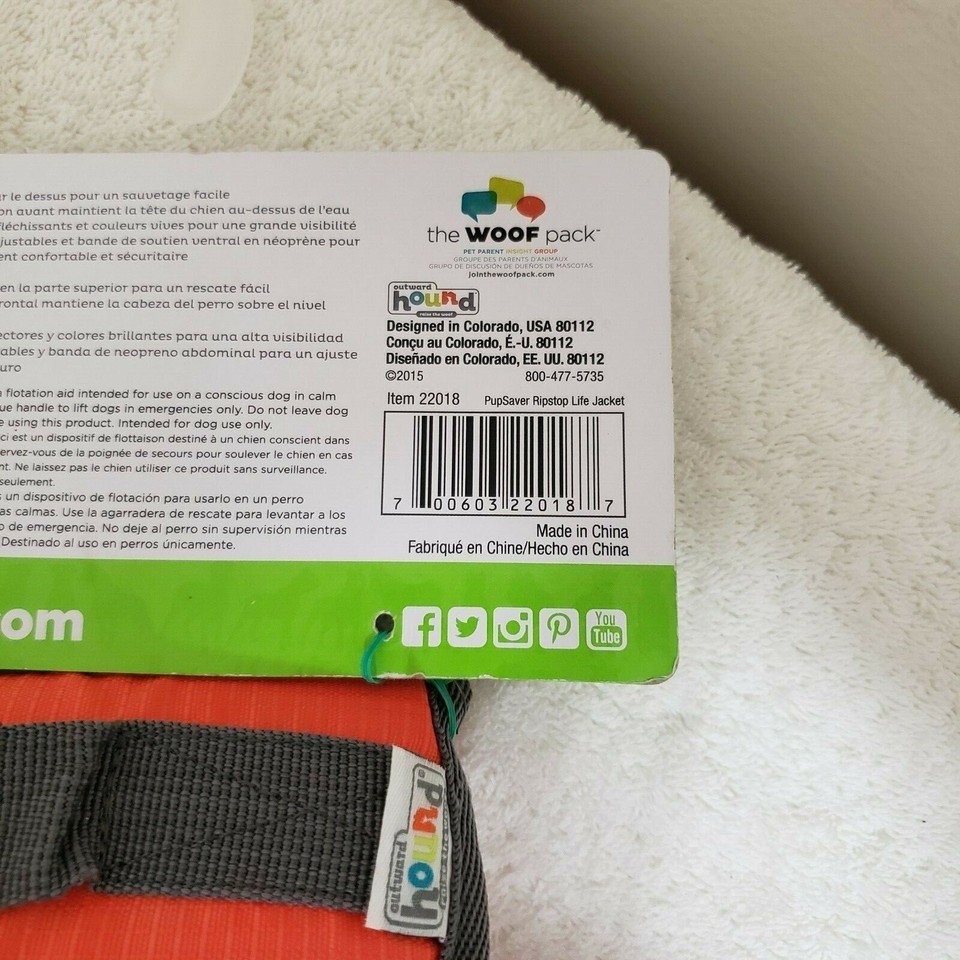 r le dessus pour un sauvetage facile
on avant maintient la tête du chien au-dessus de l'eau
fléchissants et couleurs vives pour une grande visibilité
justables et bande de soutien ventral en néoprène pour
ent confortable et sécuritaire
en la parte superior para un rescate fácil
rontal mantiene la cabeza del perro sobre el nivel
ectores y colores brillantes para una alta visibilidad
ables y banda de neopreno abdominal para un ajuste
uro
a flotation aid intended for use on a conscious dog in calm
ue handle to lift dogs in emergencies only. Do not leave dog
e using this product. Intended for dog use only.
ci est un dispositif de flottaison destiné à un chien conscient dans
ervez-vous de la poignée de secours pour soulever le chien en cas
nt. Ne laissez pas le chien utiliser ce produit sans surveillance.
seulement.
s un dispositivo de flotación para usarlo en un perro
as calmas. Use la agarradera de rescate para levantar a los
o de emergencia. No deje al perro sin supervisión mientras
Destinado al uso en perros únicamente.
the WOOF pack™
PET PARENT INSIGHT GROUP
GROUPE DES PARENTS D'ANIMAUX
GRUPO DE DISCUSIÓN DE DUEÑOS DE MASCOTAS
jointhewoofpack.com
outward
hound
raise the woof
Designed in Colorado, USA 80112
Conçu au Colorado, É.-U. 80112
Diseñado en Colorado, EE. UU. 80112
©2015 800-477-5735
Item 22018 PupSaver Ripstop Life Jacket
7 00603 22018 7
Made in China
Fabriqué en Chine/Hecho en China
om
You
Tube
outward
hound®